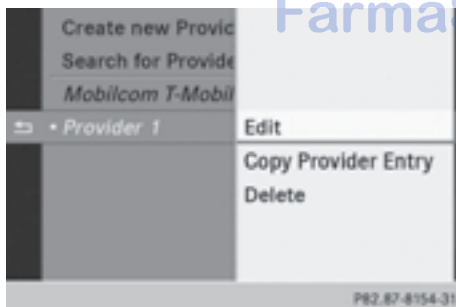 Farmas
Create new Provic
Search for Provide
Mobilcom T-Mobil
• Provider 1
Edit
Copy Provider Entry
Delete
P82.87-8154-31